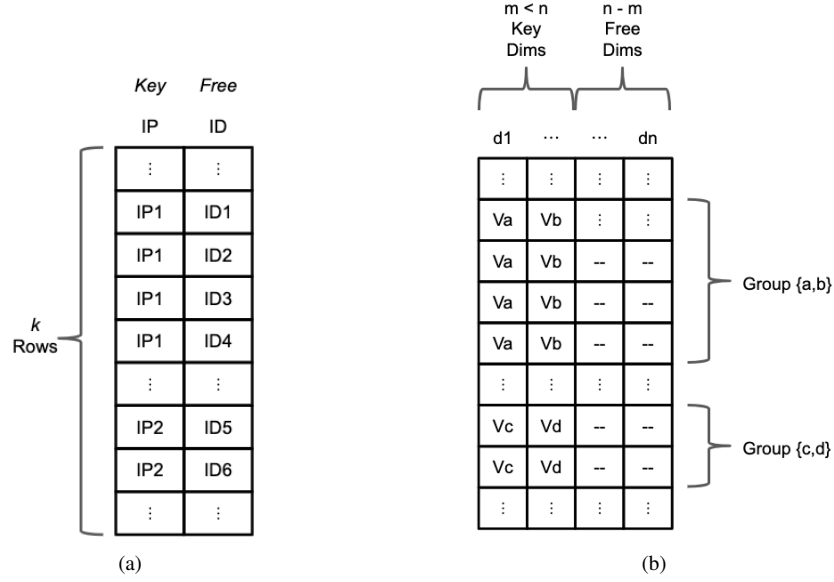 Key Free
IP ID
⋮ ⋮
IP1 ID1
IP1 ID2
IP1 ID3
IP1 ID4
⋮ ⋮
IP2 ID5
IP2 ID6
⋮ ⋮
k
Rows
(a)
m < n
Key
Dims
n - m
Free
Dims
d1 ⋯ ⋯ dn
⋮ ⋮ ⋮ ⋮
Va Vb ⋮ ⋮
Va Vb -- --
Va Vb -- --
Va Vb -- --
⋮ ⋮ ⋮ ⋮
Vc Vd -- --
Vc Vd -- --
⋮ ⋮ ⋮ ⋮
Group {a,b}
Group {c,d}
(b)